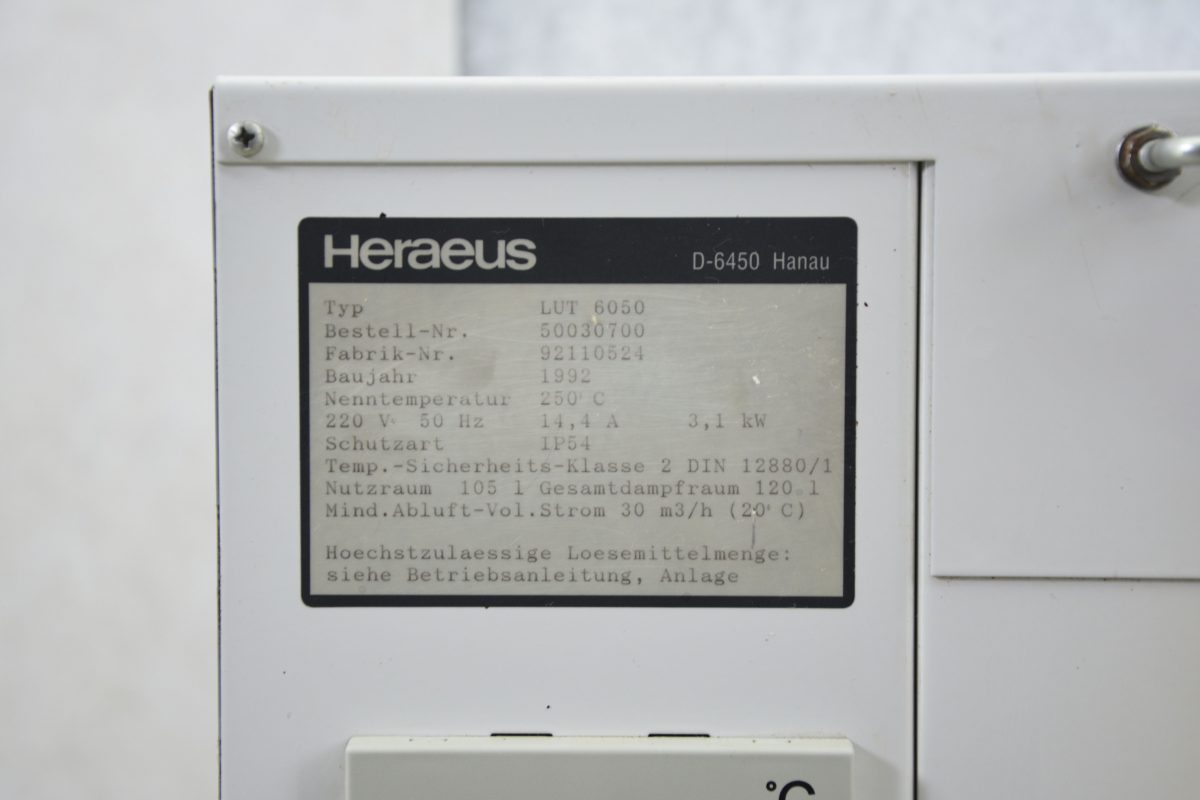 Heraeus D-6450 Hanau
Typ LUT 6050
Bestell-Nr. 50030700
Fabrik-Nr. 92110524
Baujahr 1992
Nenntemperatur 250° C
220 V~ 50 Hz 14,4 A 3,1 kW
Schutzart IP54
Temp.-Sicherheits-Klasse 2 DIN 12880/1
Nutzraum 105 l Gesamtdampfraum 120 l
Mind.Abluft-Vol.Strom 30 m3/h (20° C)
Hoechstzulaessige Loesemittelmenge:
siehe Betriebsanleitung, Anlage
°C